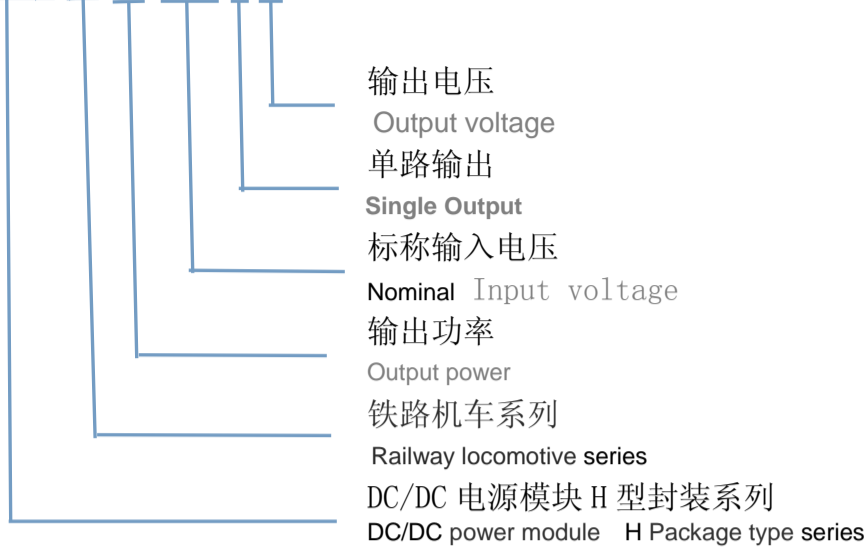 输出电压
Output voltage
单路输出
Single Output
标称输入电压
Nominal Input voltage
输出功率
Output power
铁路机车系列
Railway locomotive series
DC/DC 电源模块 H 型封装系列
DC/DC power module H Package type series